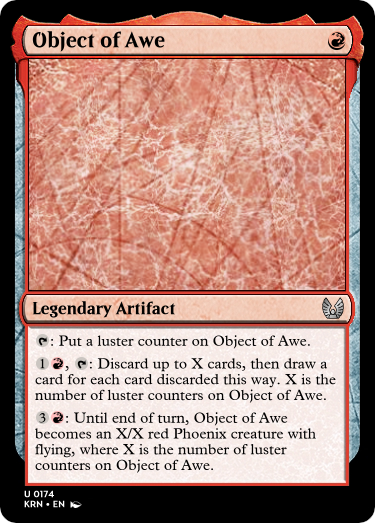 Object of Awe
Legendary Artifact
: Put a luster counter on Object of Awe.
1 , : Discard up to X cards, then draw a
card for each card discarded this way. X is the
number of luster counters on Object of Awe.
3 : Until end of turn, Object of Awe
becomes an X/X red Phoenix creature with
flying, where X is the number of luster
counters on Object of Awe.
U 0174
KRN • EN